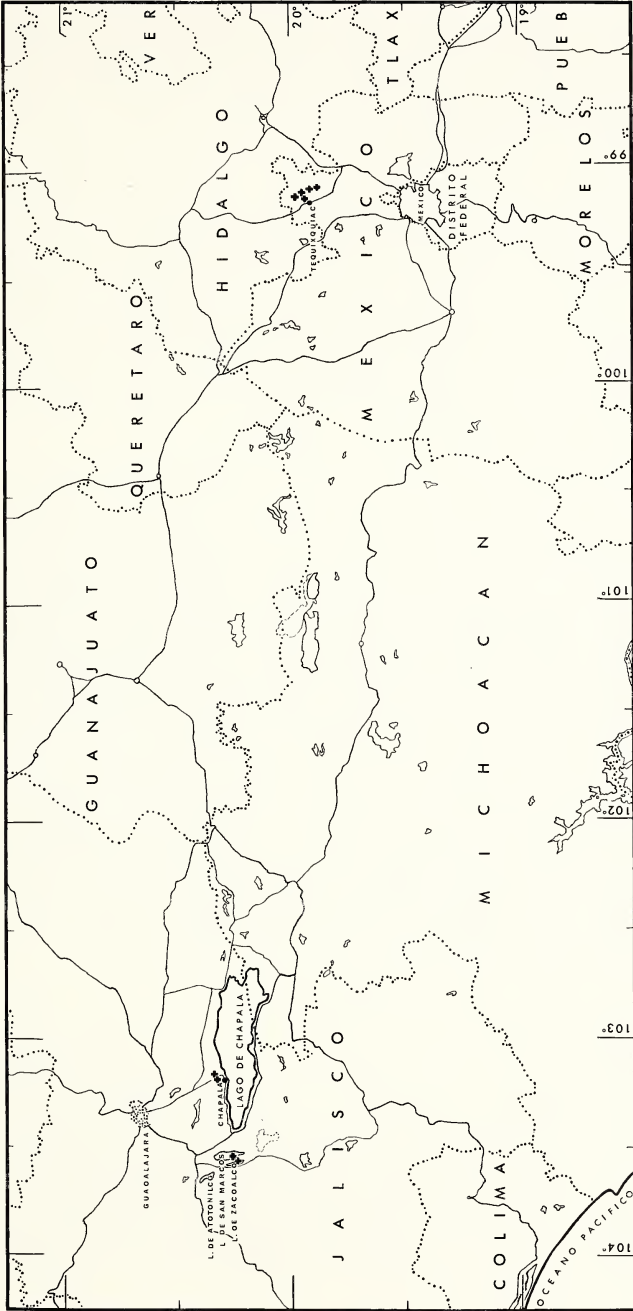 21°
20°
19°
VER
HIDALGO
TLAX
PUEB
QUERETARO
MEXICO
TEQUIXQUIAC
MEXICO
DISTRITO
FEDERAL
MORELOS
99°
100°
101°
102°
103°
104°
GUANAJUATO
MICHOACAN
GUADALAJARA
CHAPALA
LAGO DE CHAPALA
L. DE ATOTONILCO
L. DE SAN MARCOS
L. DE ZACOALCO
JALISCO
COLIMA
OCEANO PACIFICO